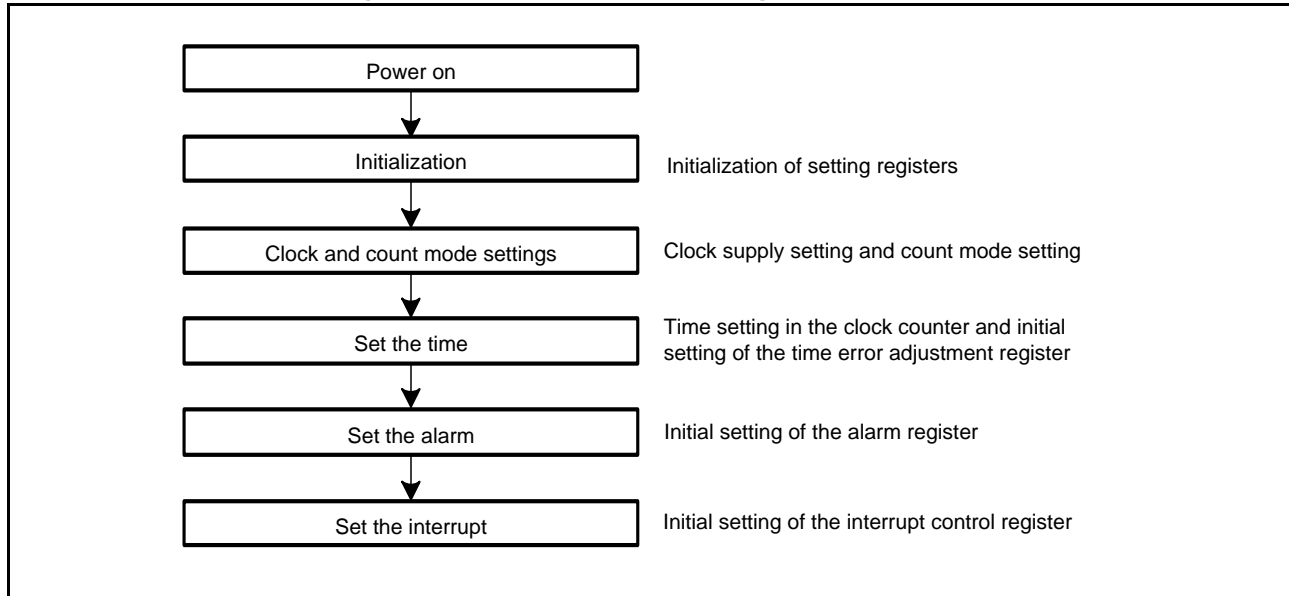 Power on
Initialization
Initialization of setting registers
Clock and count mode settings
Clock supply setting and count mode setting
Set the time
Time setting in the clock counter and initial
setting of the time error adjustment register
Set the alarm
Initial setting of the alarm register
Set the interrupt
Initial setting of the interrupt control register